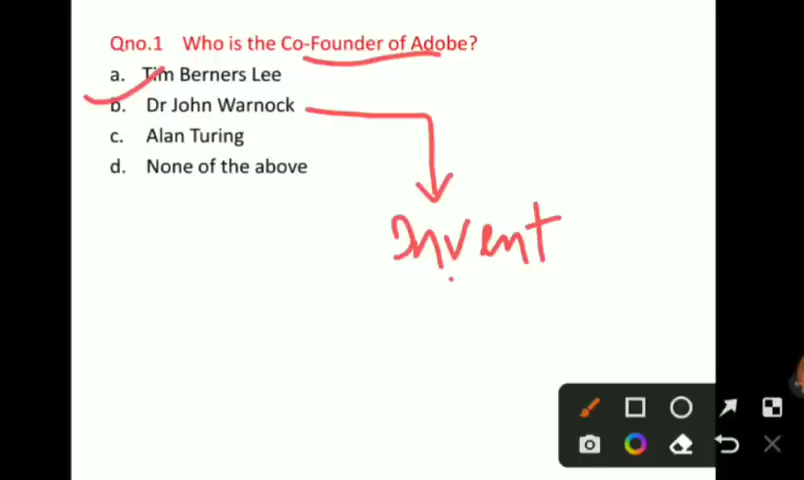 Qno.1 Who is the Co-Founder of Adobe?
a. Tim Berners Lee
b. Dr John Warnock
c. Alan Turing
d. None of the above
Invent